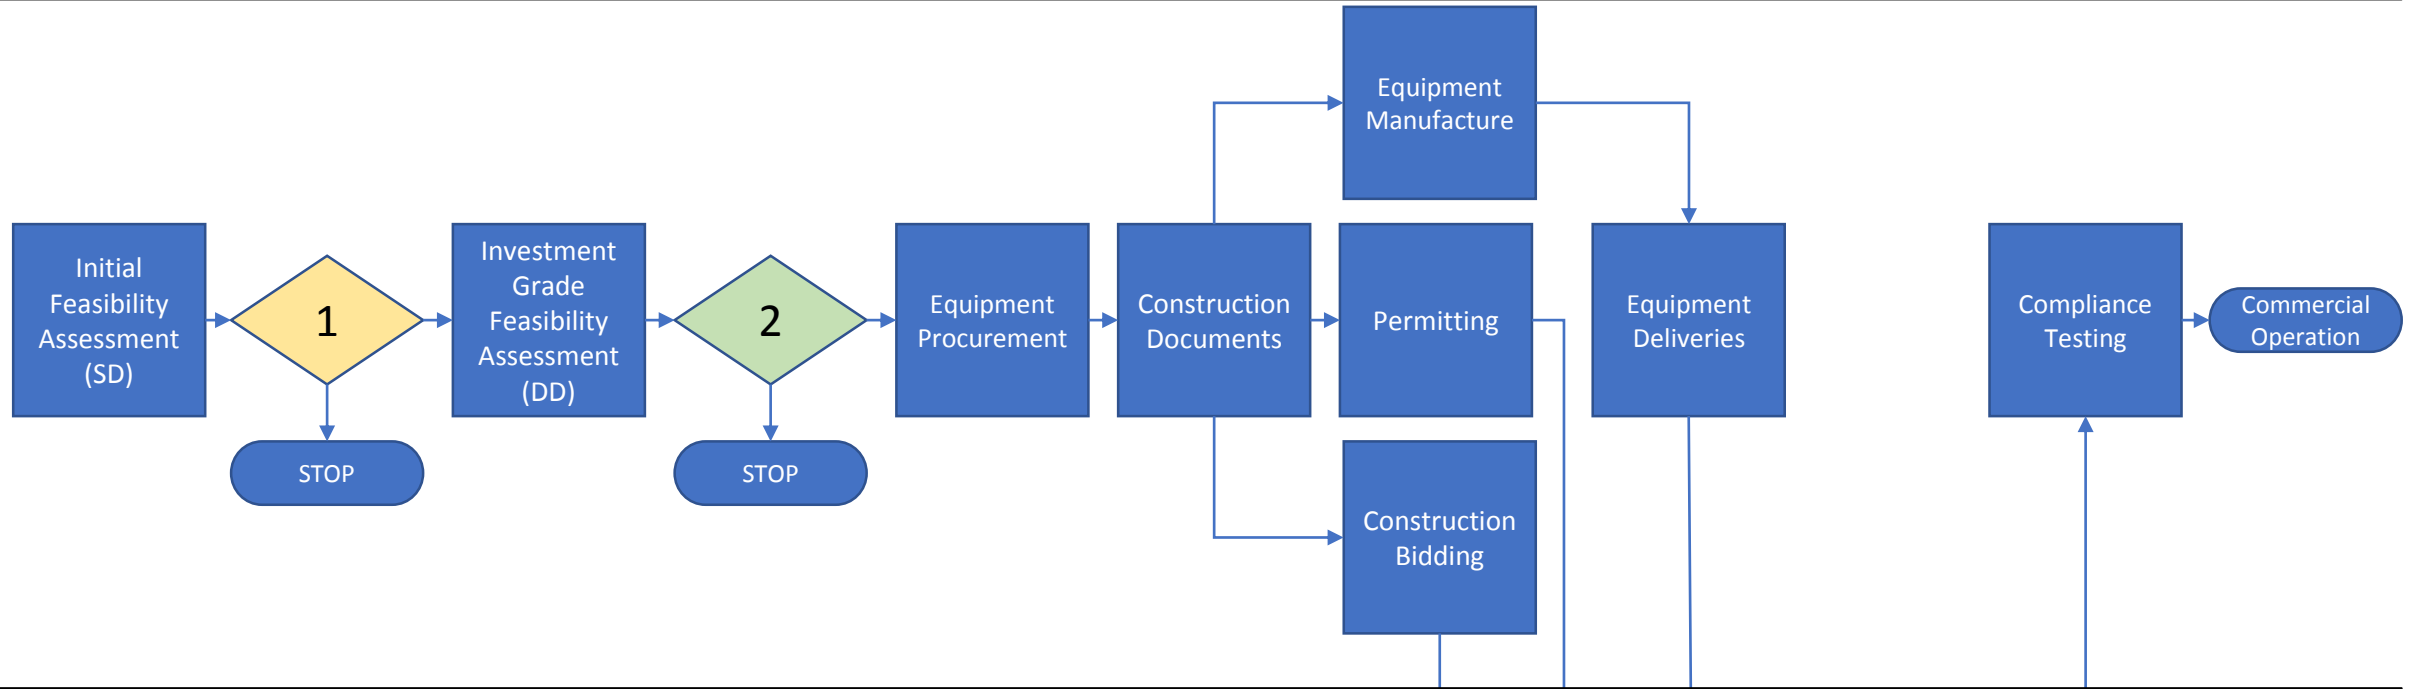 Equipment
Manufacture
Initial
Feasibility
Assessment
(SD)
1
Investment
Grade
Feasibility
Assessment
(DD)
2
Equipment
Procurement
Construction
Documents
Permitting
Equipment
Deliveries
Compliance
Testing
Commercial
Operation
STOP
STOP
Construction
Bidding